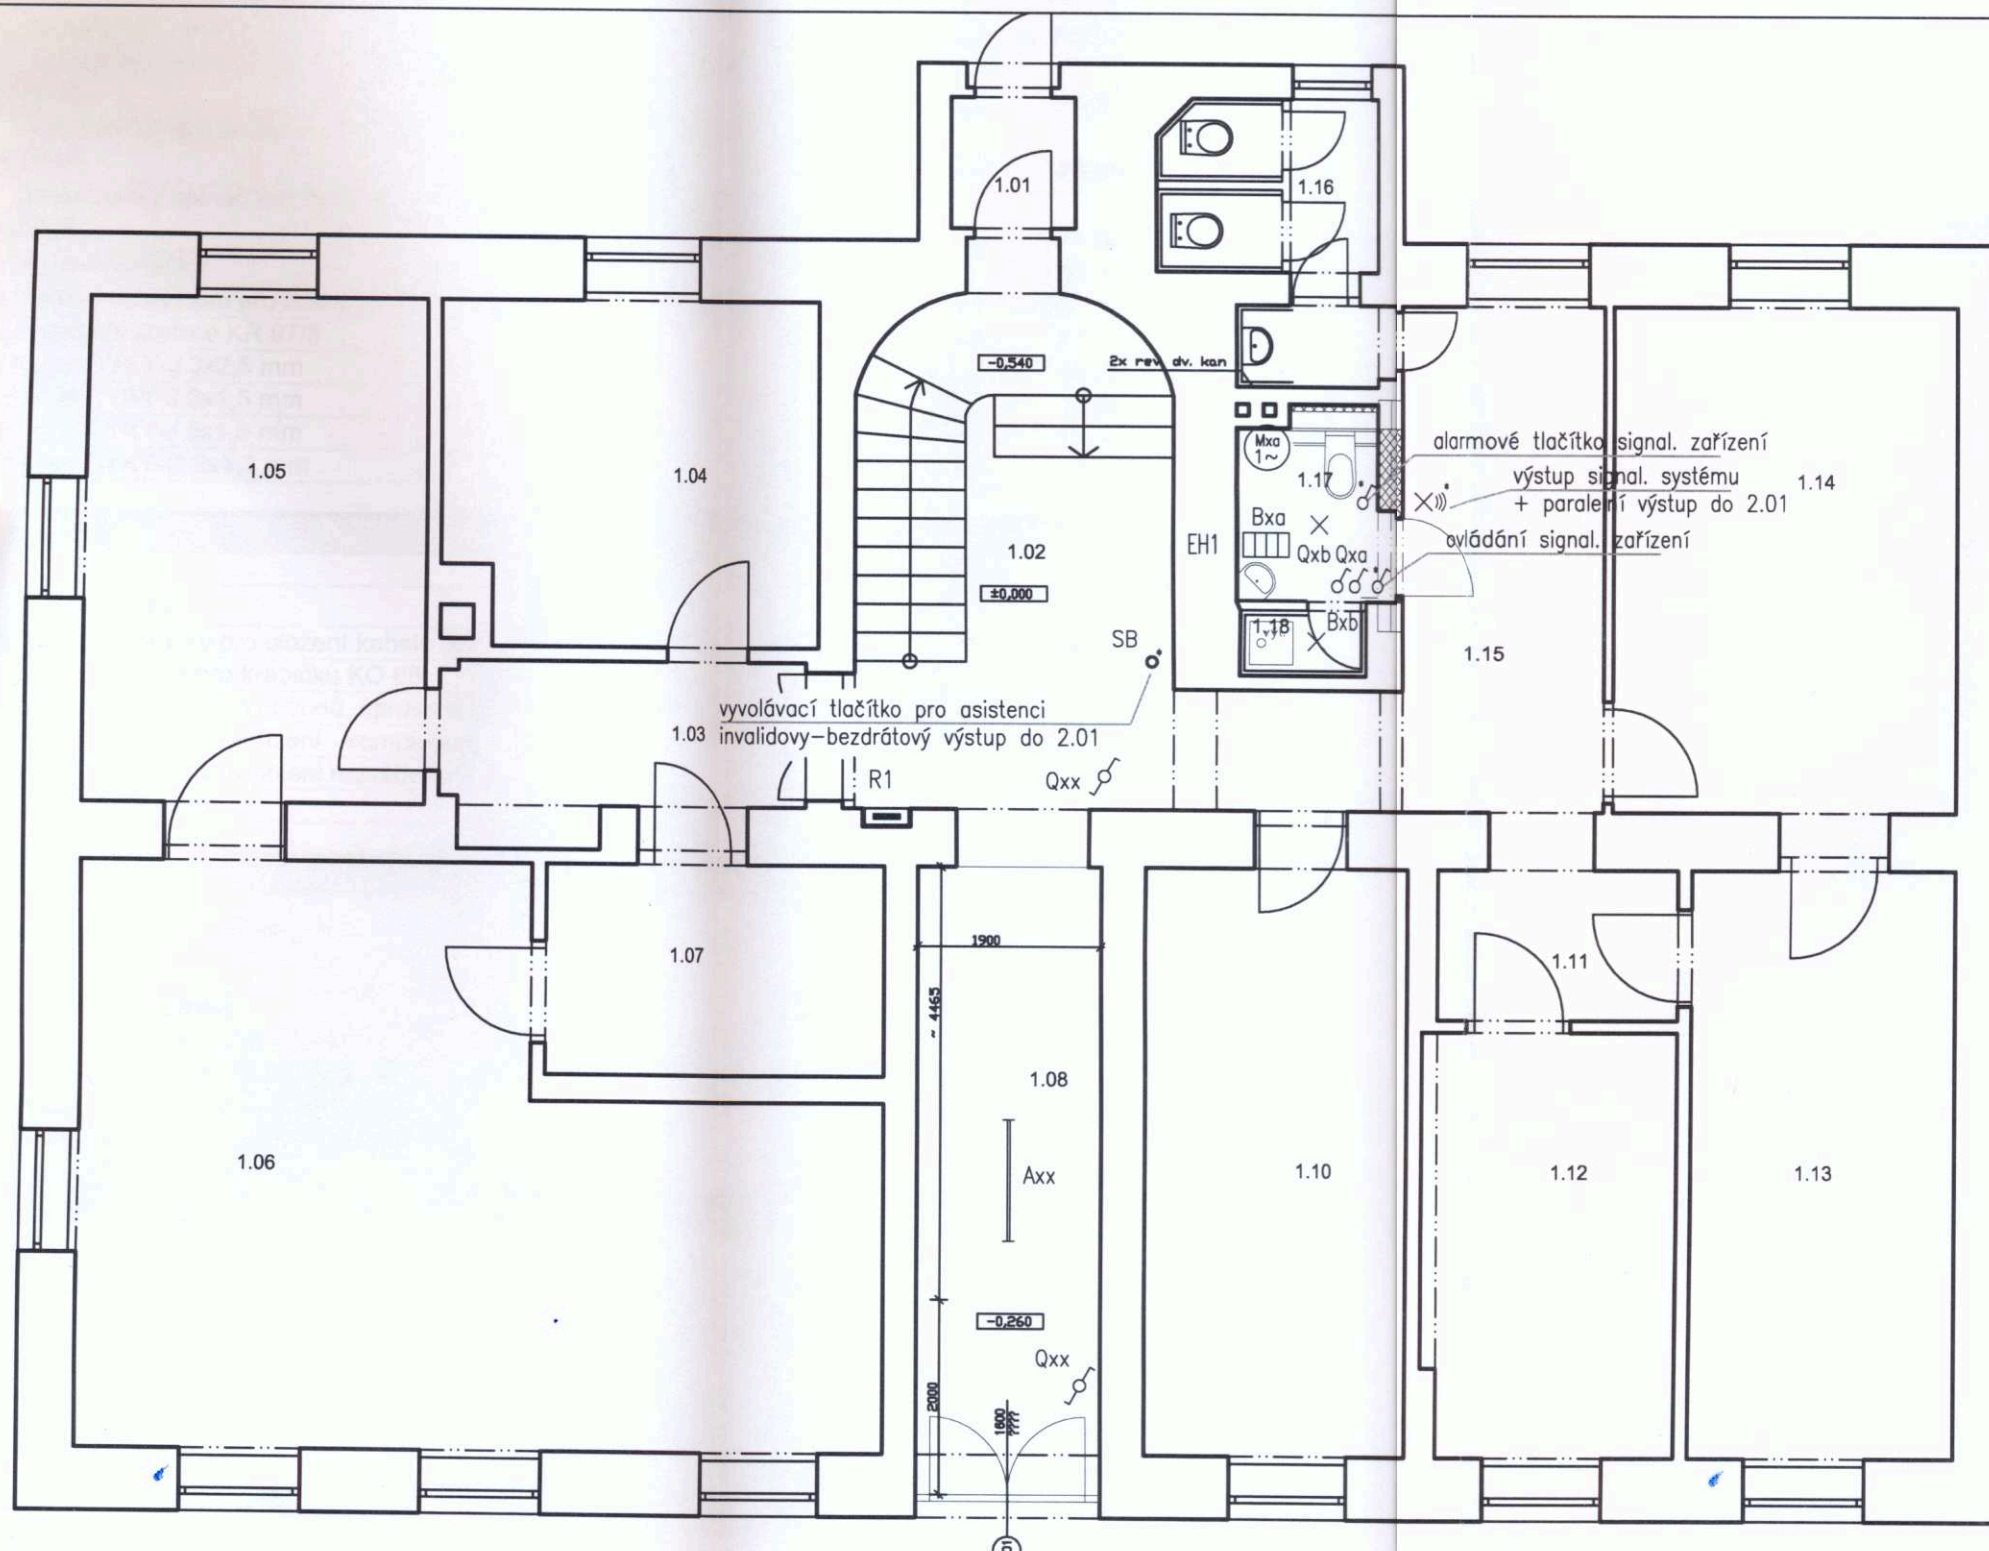 1.01
1.16
-0,540
2x rev. dv. kan
1.05
1.04
Mxa
1~
1.17
alarmové tlačítko signal. zařízení
výstup signal. systému
+ paralelní výstup do 2.01
1.14
Bxa
EH1
Qxb Qxa
ovládání signal. zařízení
1.02
±0,000
1.18
Bxb
SB
1.15
vyvolávací tlačítko pro asistenci
invalidovy-bezdrátový výstup do 2.01
1.03
R1
Qxx
1.07
1900
1.11
~ 4465
1.08
1.06
Axx
1.10
1.12
1.13
-0,260
Qxx
2000
1600
????